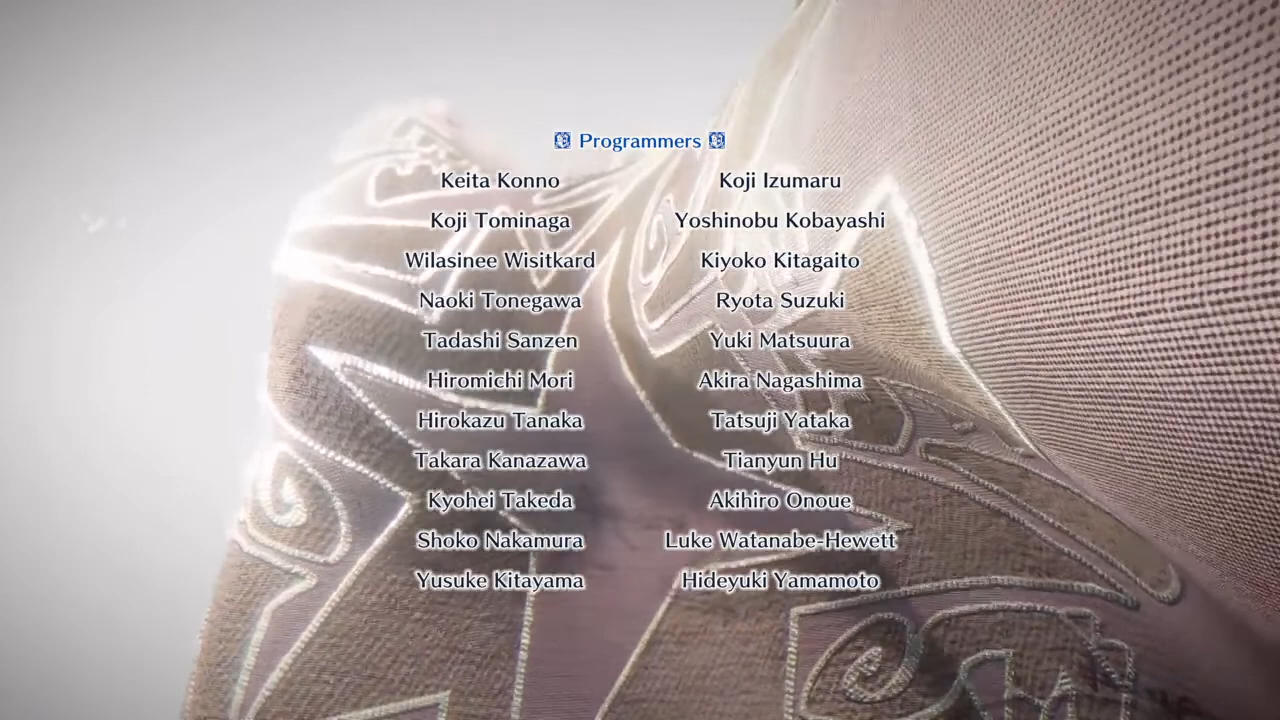 Programmers
Keita Konno Koji Izumaru
Koji Tominaga Yoshinobu Kobayashi
Wilasinee Wisitkard Kiyoko Kitagaito
Naoki Tonegawa Ryota Suzuki
Tadashi Sanzen Yuki Matsuura
Hiromichi Mori Akira Nagashima
Hirokazu Tanaka Tatsuji Yataka
Takara Kanazawa Tianyun Hu
Kyohei Takeda Akihiro Onoue
Shoko Nakamura Luke Watanabe-Hewett
Yusuke Kitayama Hideyuki Yamamoto